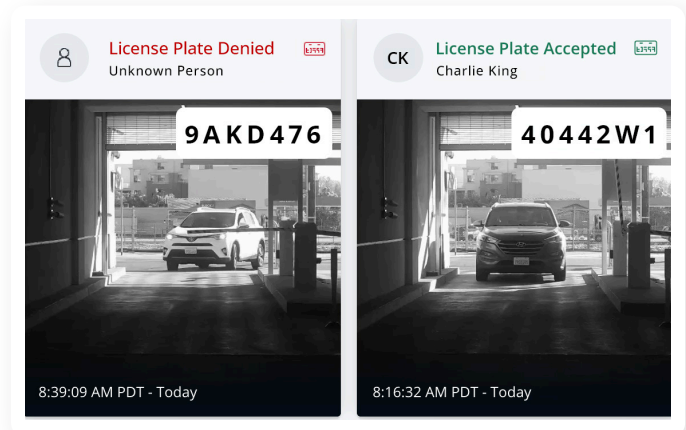 License Plate Denied
Unknown Person
9AKD476
8:39:09 AM PDT - Today
CK
License Plate Accepted
Charlie King
40442W1
8:16:32 AM PDT - Today